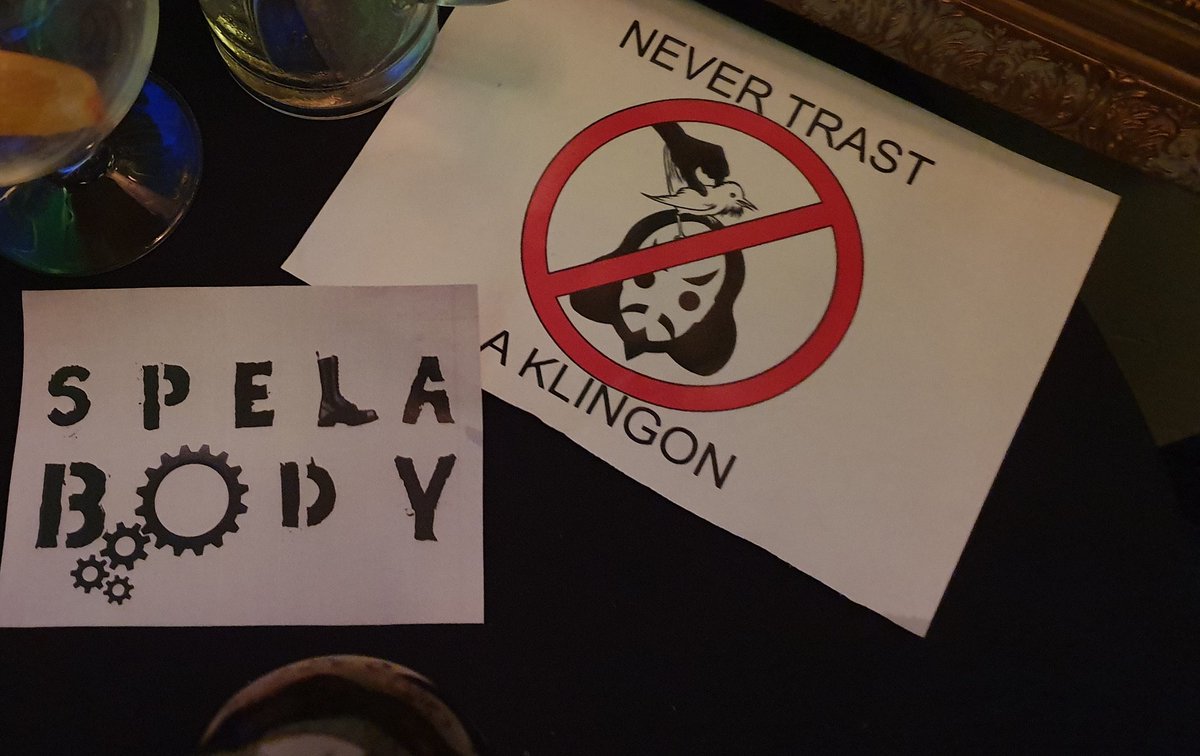 NEVER TRAST
A KLINGON
SPELA
BODY